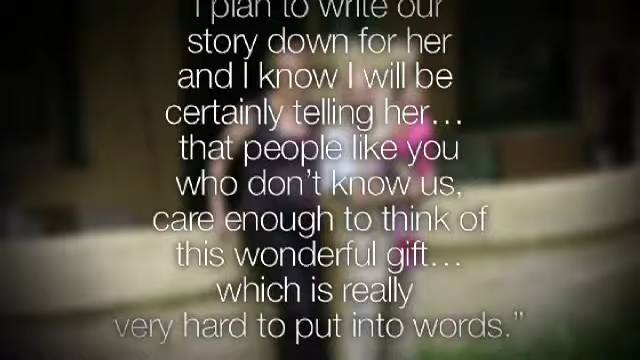 I plan to write our
story down for her
and I know I will be
certainly telling her...
that people like you
who don't know us,
care enough to think of
this wonderful gift...
which is really
very hard to put into words."